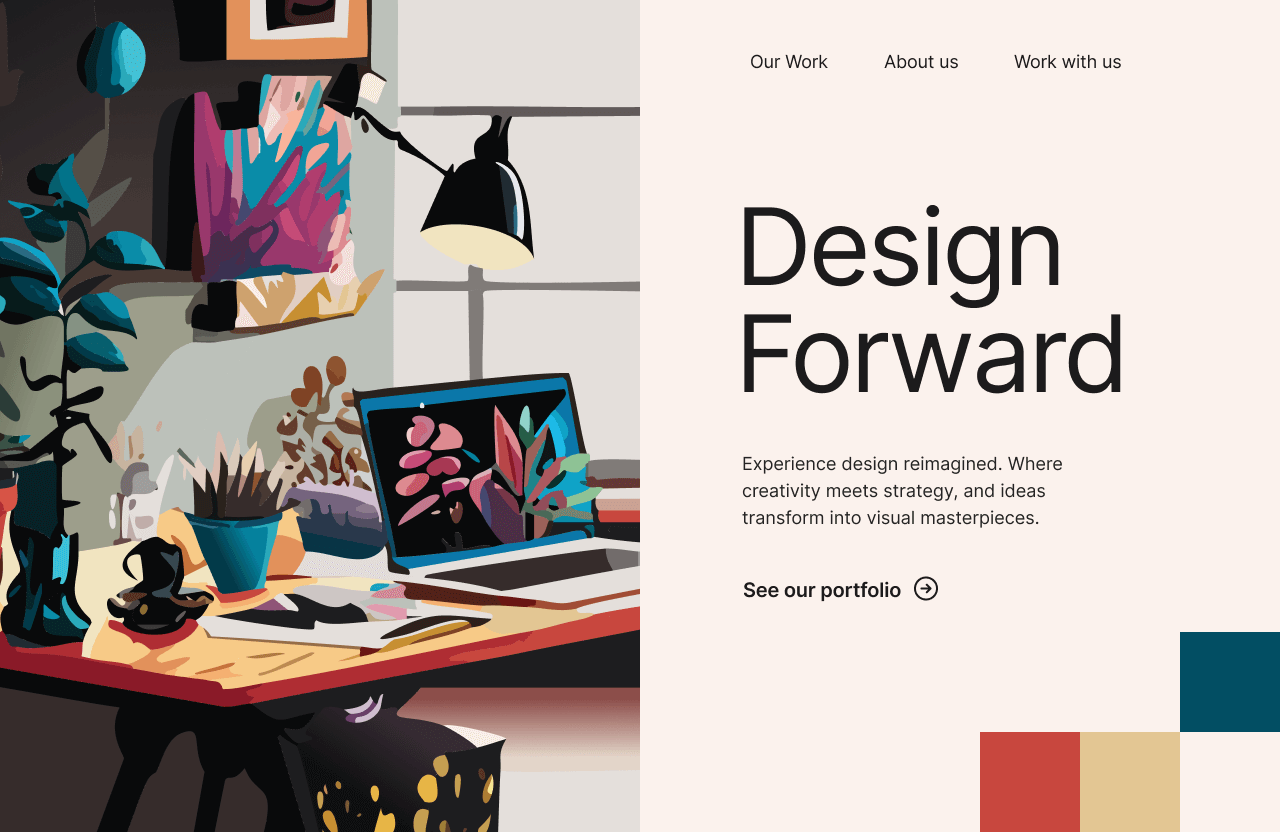 Our Work
About us
Work with us
Design
Forward
Experience design reimagined. Where
creativity meets strategy, and ideas
transform into visual masterpieces.
See our portfolio